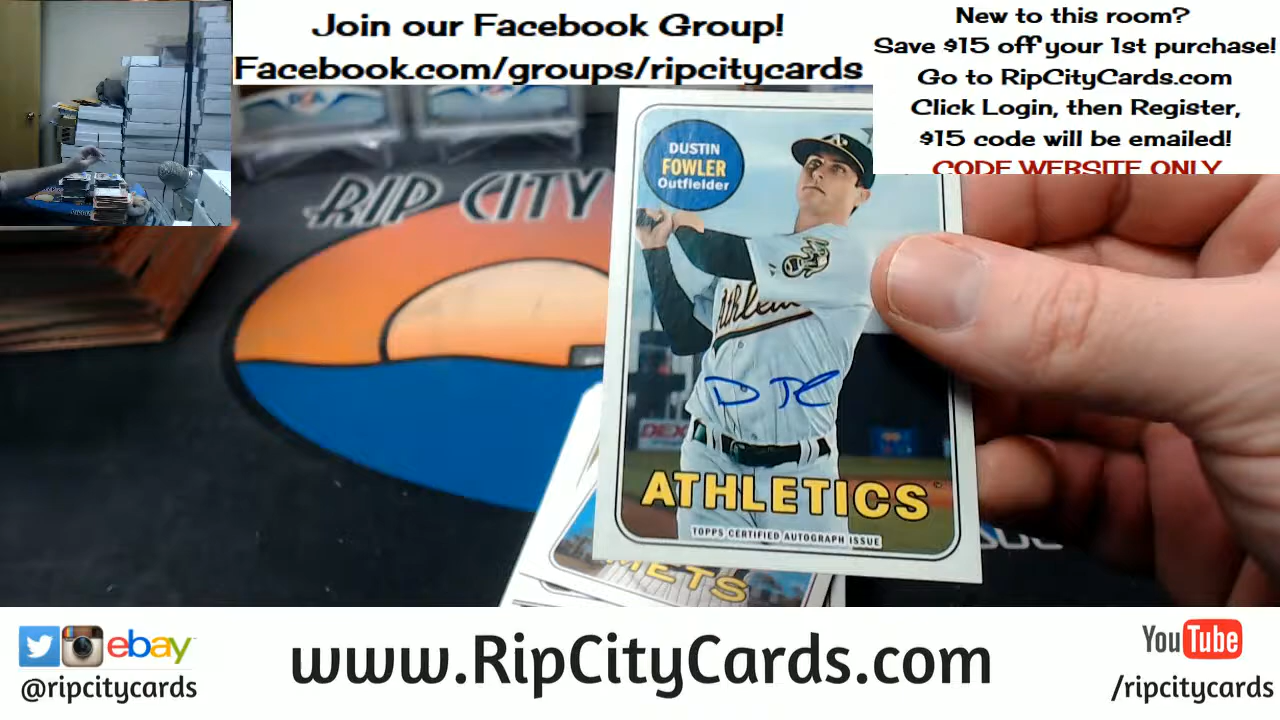 Join our Facebook Group!
Facebook.com/groups/ripcitycards
New to this room?
Save $15 off your 1st purchase!
Go to RipCityCards.com
Click Login, then Register,
$15 code will be emailed!
CODE WEBSITE ONLY
RIP CITY
DUSTIN
FOWLER
Outfielder
Athletics
ATHLETICS
TOPPS CERTIFIED AUTOGRAPH ISSUE
METS
ebay
@ripcitycards
www.RipCityCards.com
YouTube
/ripcitycards